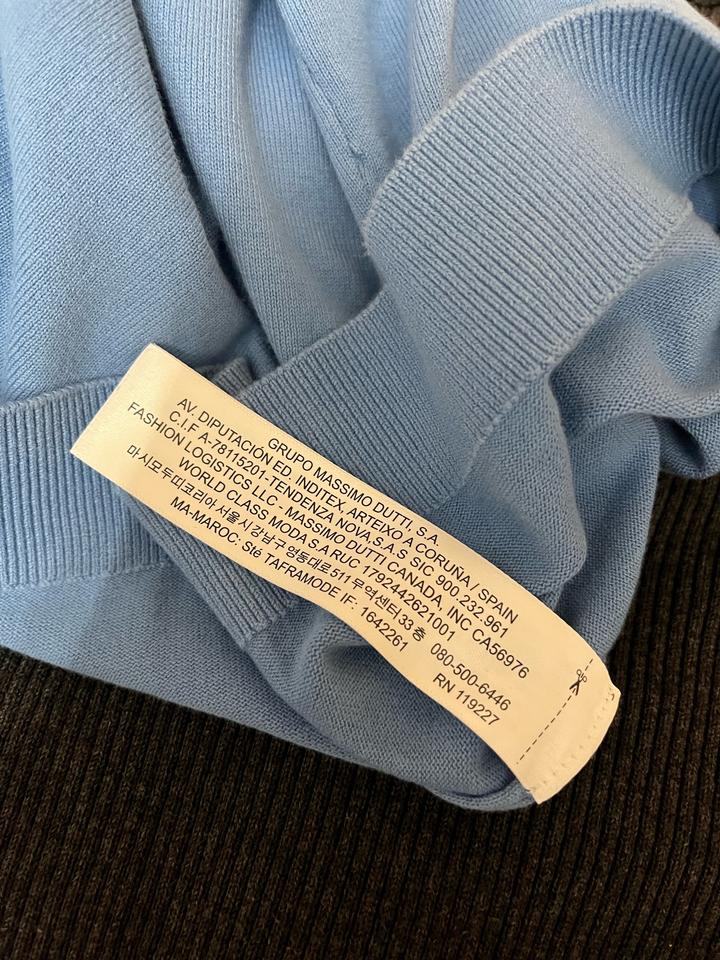 GRUPO MASSIMO DUTTI, S.A.
AV. DIPUTACIÓN ED. INDITEX, ARTEIXO A CORUNA / SPAIN
C.I.F A-78115201-TENDENZA NOVA.S.A.S SIC 900.232.961
FASHION LOGISTICS LLC- MASSIMO DUTTI CANADA, INC CA56976
WORLD CLASS MODA S.A RUC 1792442621001
마시모두띠코리아 서울시 강남구 영동대로511 무역센터33층 080-500-6446
MA-MAROC: Sté TAFRAMODE IF: 1642261 RN 119227